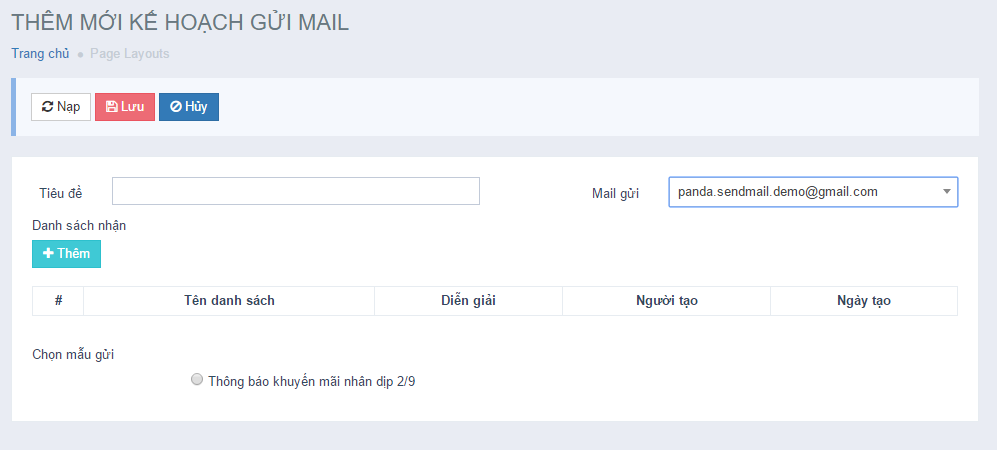 THÊM MỚI KẾ HOẠCH GỬI MAIL
Trang chủ Page Layouts
Nạp Lưu Hủy
Tiêu đề Mail gửi panda.sendmail.demo@gmail.com
Danh sách nhận
Thêm
# Tên danh sách Diễn giải Người tạo Ngày tạo
Chọn mẫu gửi
Thông báo khuyến mãi nhân dịp 2/9